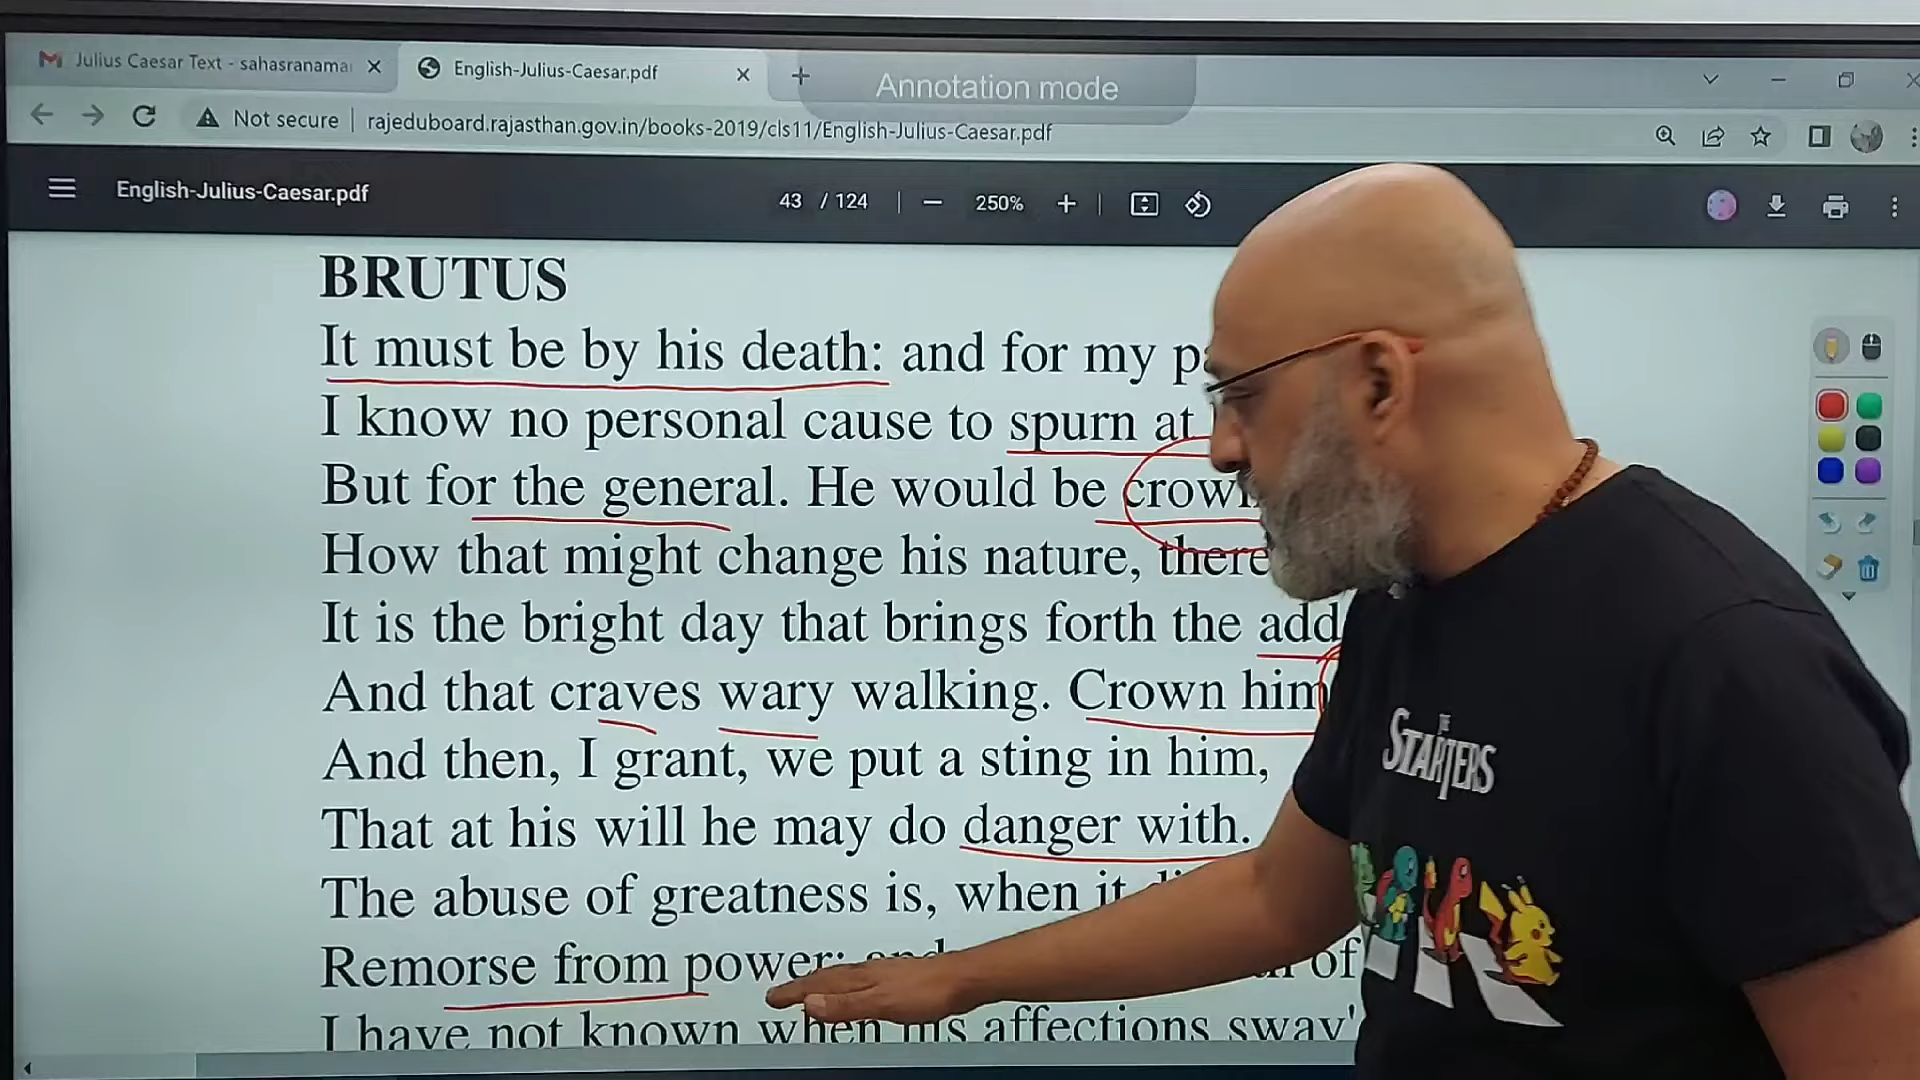 Julius Caesar Text - sahasranama
English-Julius-Caesar.pdf
Annotation mode
Not secure
rajeduboard.rajasthan.gov.in/books-2019/cls11/English-Julius-Caesar.pdf
English-Julius-Caesar.pdf
43 / 124
250%
BRUTUS
It must be by his death: and for my
I know no personal cause to spurn at
But for the general. He would be
How that might change his nature,
It is the bright day that brings forth the
And that craves wary walking. Crown him
And then, I grant, we put a sting in him,
That at his will he may do danger with.
The abuse of greatness is, when it
Remorse from power; and of
I have not known when his affections sway'
THE
STARTERS